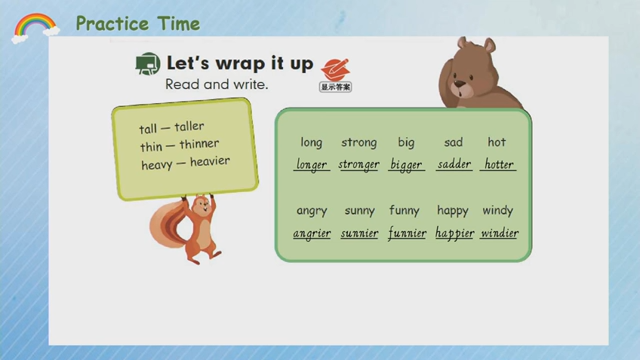 Practice Time
Let's wrap it up
显示答案
Read and write.
tall — taller
thin — thinner
heavy — heavier
long strong big sad hot
longer stronger bigger sadder hotter
angry sunny funny happy windy
angrier sunnier funnier happier windier